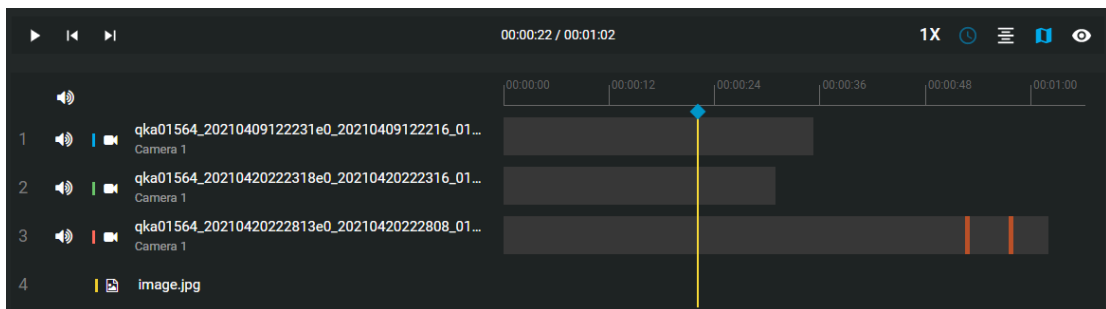 00:00:22 / 00:01:02
1X
00:00:00 00:00:12 00:00:24 00:00:36 00:00:48 00:01:00
1 qka01564_20210409122231e0_20210409122216_01...
Camera 1
2 qka01564_20210420222318e0_20210420222316_01...
Camera 1
3 qka01564_20210420222813e0_20210420222808_01...
Camera 1
4 image.jpg